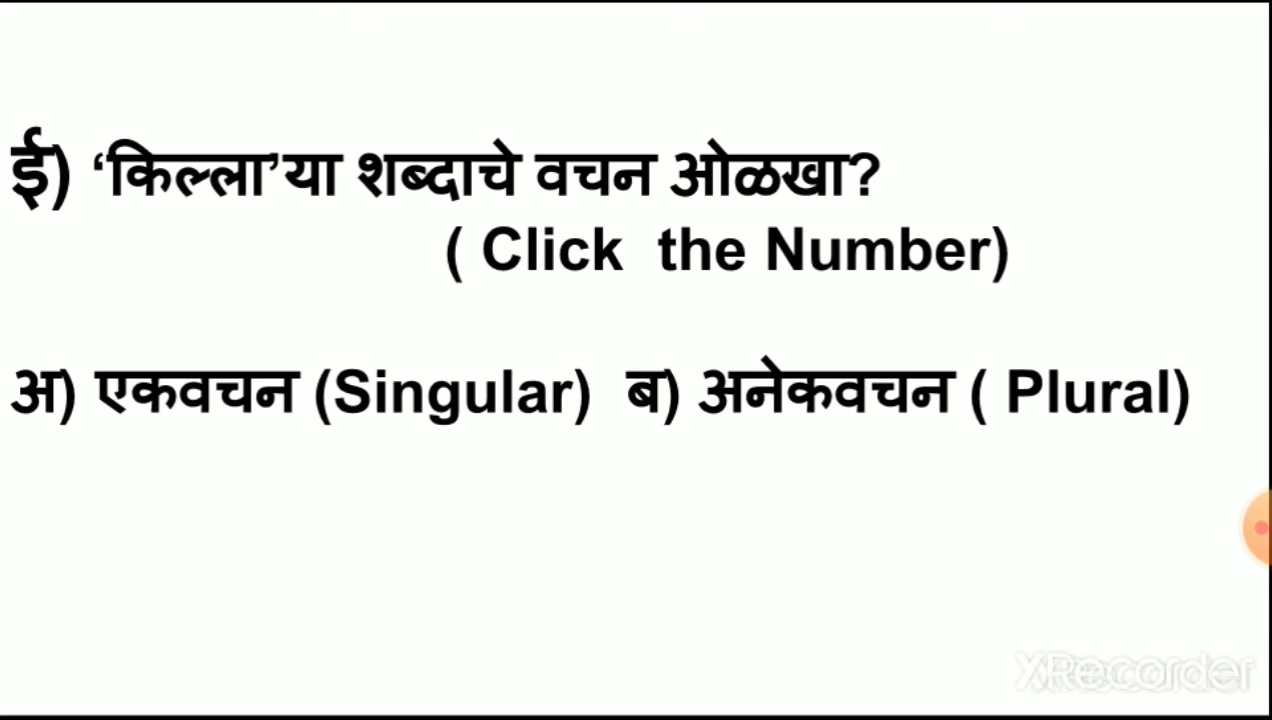 ई) ‘किल्ला’या शब्दाचे वचन ओळखा?
( Click the Number)
अ) एकवचन (Singular) ब) अनेकवचन ( Plural)
XRecorder